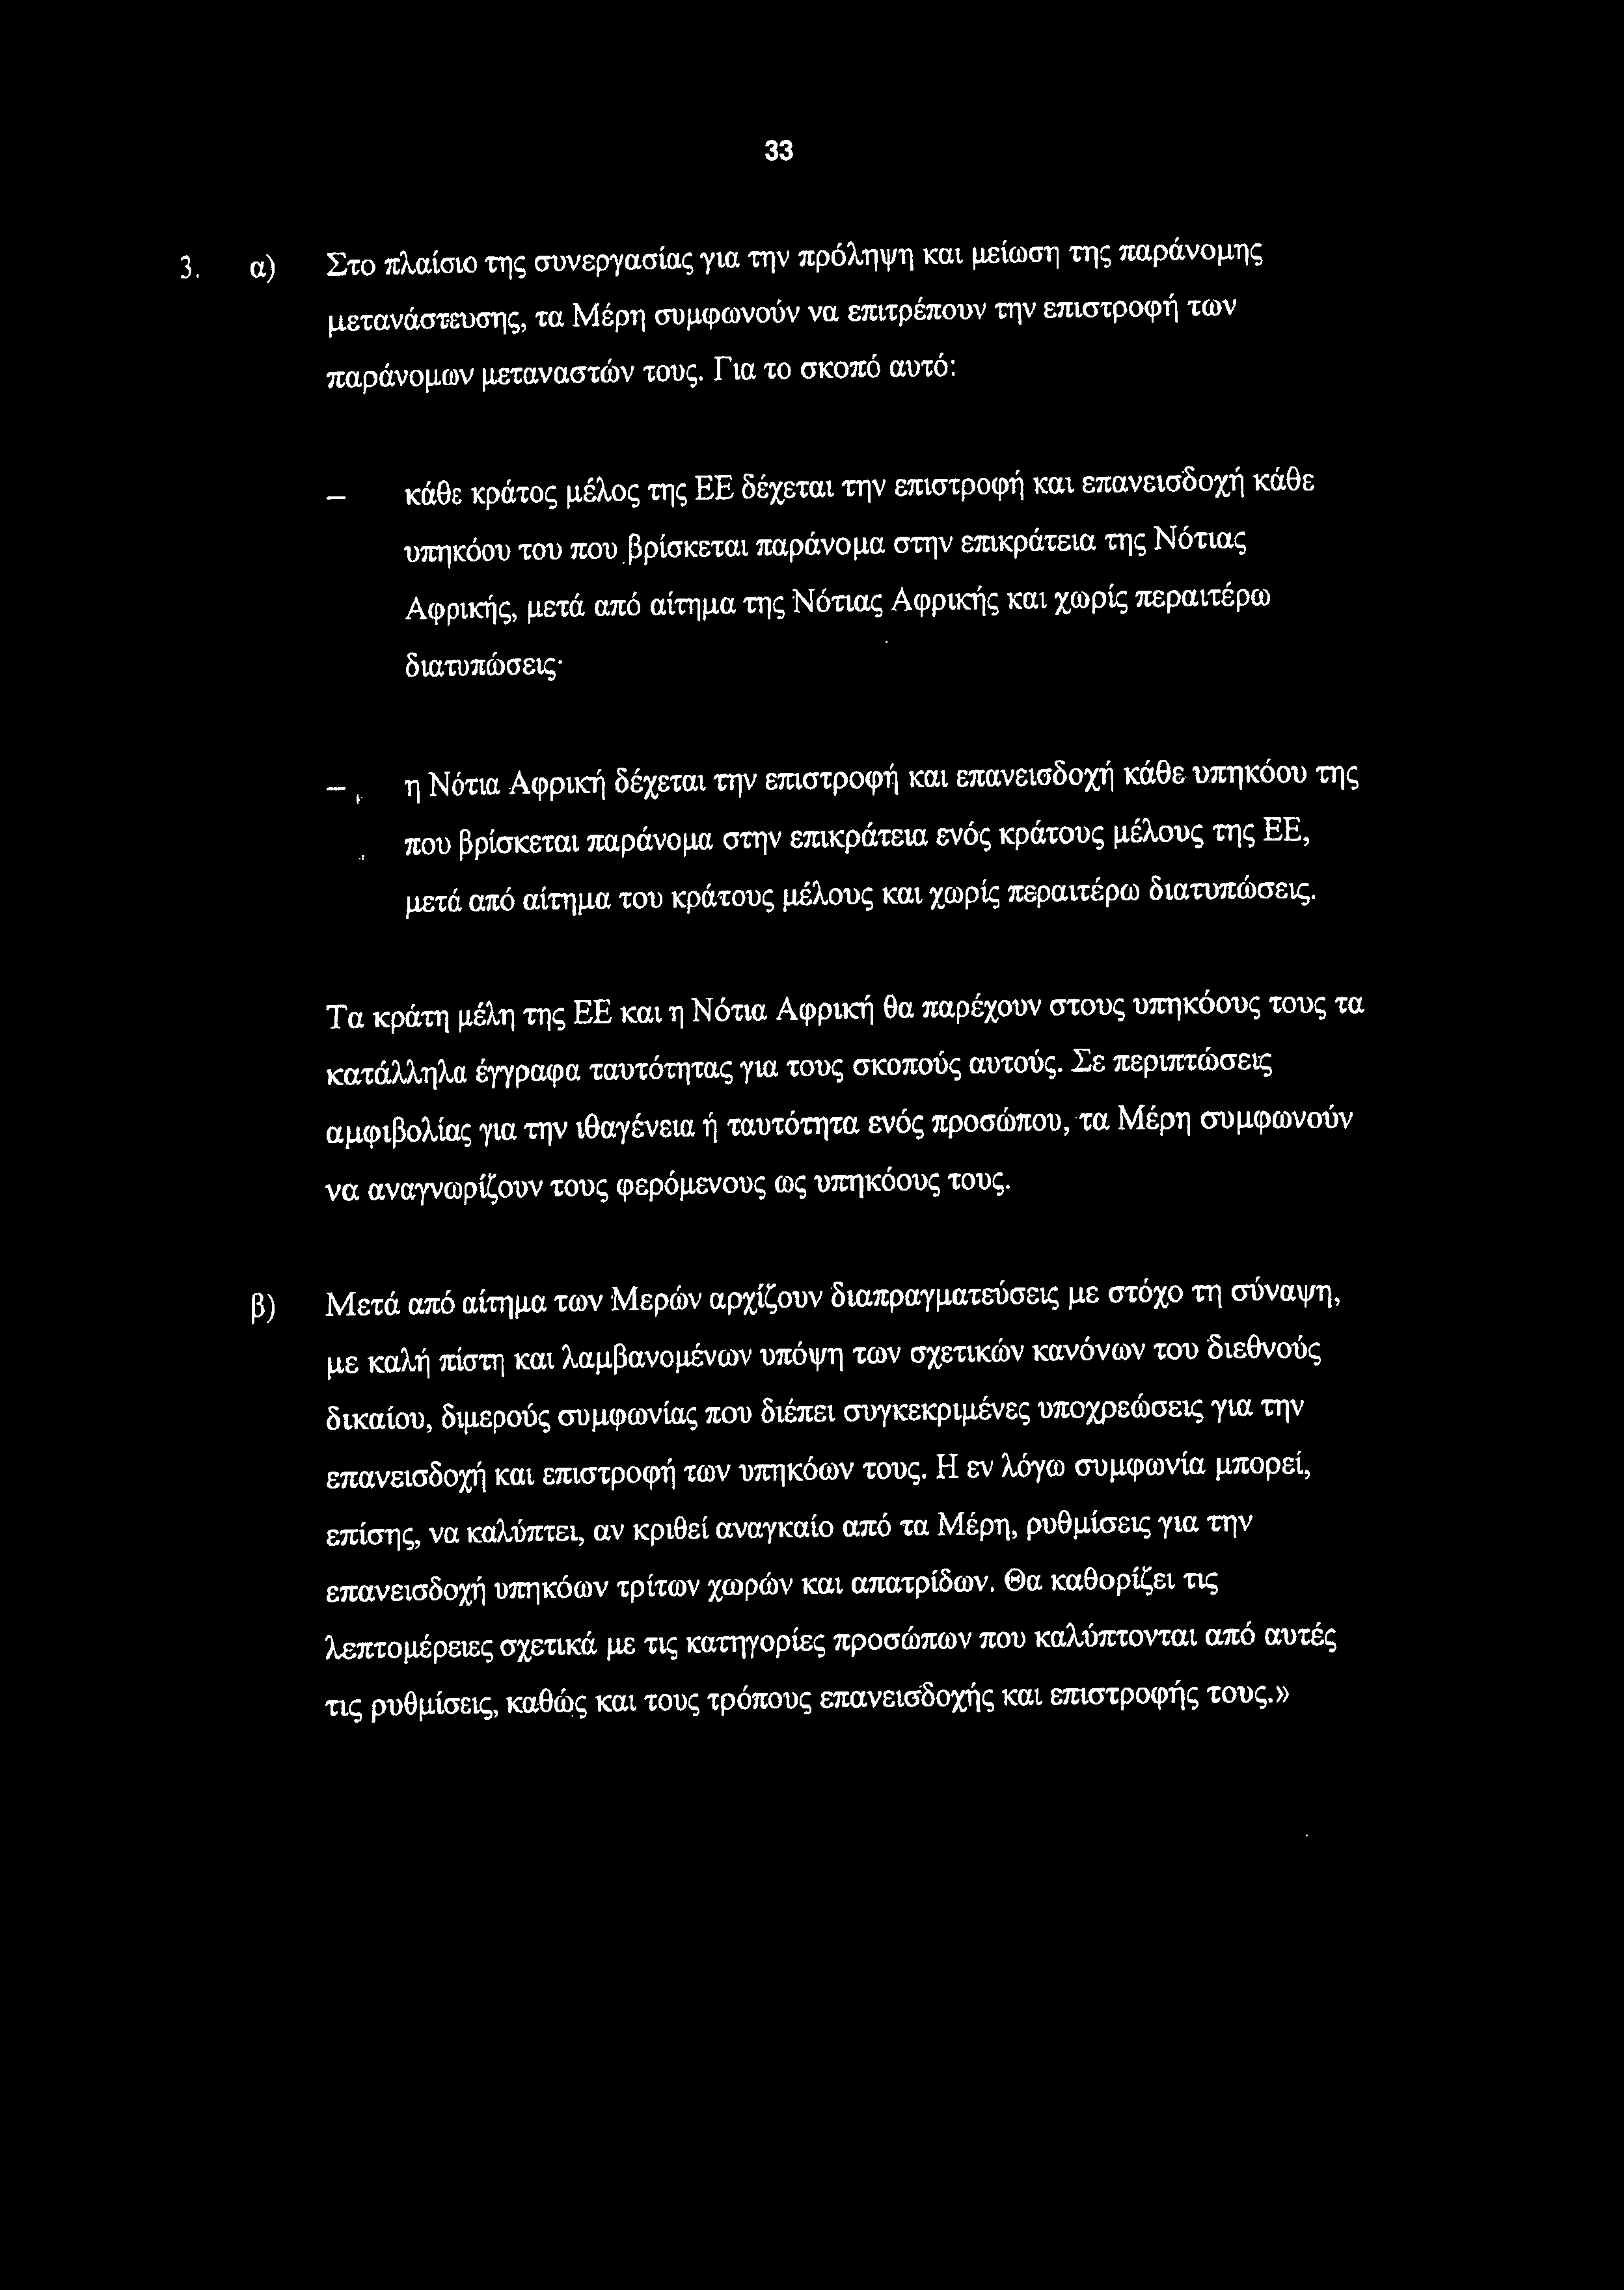 33
3. α) Στο πλαίσιο της συνεργασίας για την πρόληψη και μείωση της παράνομης
μετανάστευσης, τα Μέρη συμφωνούν να επιτρέπουν την επιστροφή των
παράνομων μεταναστών τους. Για το σκοπό αυτό:
– κάθε κράτος μέλος της ΕΕ δέχεται την επιστροφή και επανεισδοχή κάθε
υπηκόου του που βρίσκεται παράνομα στην επικράτεια της Νότιας
Αφρικής, μετά από αίτημα της Νότιας Αφρικής και χωρίς περαιτέρω
διατυπώσεις·
– η Νότια Αφρική δέχεται την επιστροφή και επανεισδοχή κάθε υπηκόου της
που βρίσκεται παράνομα στην επικράτεια ενός κράτους μέλους της ΕΕ,
μετά από αίτημα του κράτους μέλους και χωρίς περαιτέρω διατυπώσεις.
Τα κράτη μέλη της ΕΕ και η Νότια Αφρική θα παρέχουν στους υπηκόους τους τα
κατάλληλα έγγραφα ταυτότητας για τους σκοπούς αυτούς. Σε περιπτώσεις
αμφιβολίας για την ιθαγένεια ή ταυτότητα ενός προσώπου, τα Μέρη συμφωνούν
να αναγνωρίζουν τους φερόμενους ως υπηκόους τους.
β) Μετά από αίτημα των Μερών αρχίζουν διαπραγματεύσεις με στόχο τη σύναψη,
με καλή πίστη και λαμβανομένων υπόψη των σχετικών κανόνων του διεθνούς
δικαίου, διμερούς συμφωνίας που διέπει συγκεκριμένες υποχρεώσεις για την
επανεισδοχή και επιστροφή των υπηκόων τους. Η εν λόγω συμφωνία μπορεί,
επίσης, να καλύπτει, αν κριθεί αναγκαίο από τα Μέρη, ρυθμίσεις για την
επανεισδοχή υπηκόων τρίτων χωρών και απατρίδων. Θα καθορίζει τις
λεπτομέρειες σχετικά με τις κατηγορίες προσώπων που καλύπτονται από αυτές
τις ρυθμίσεις, καθώς και τους τρόπους επανεισδοχής και επιστροφής τους.»